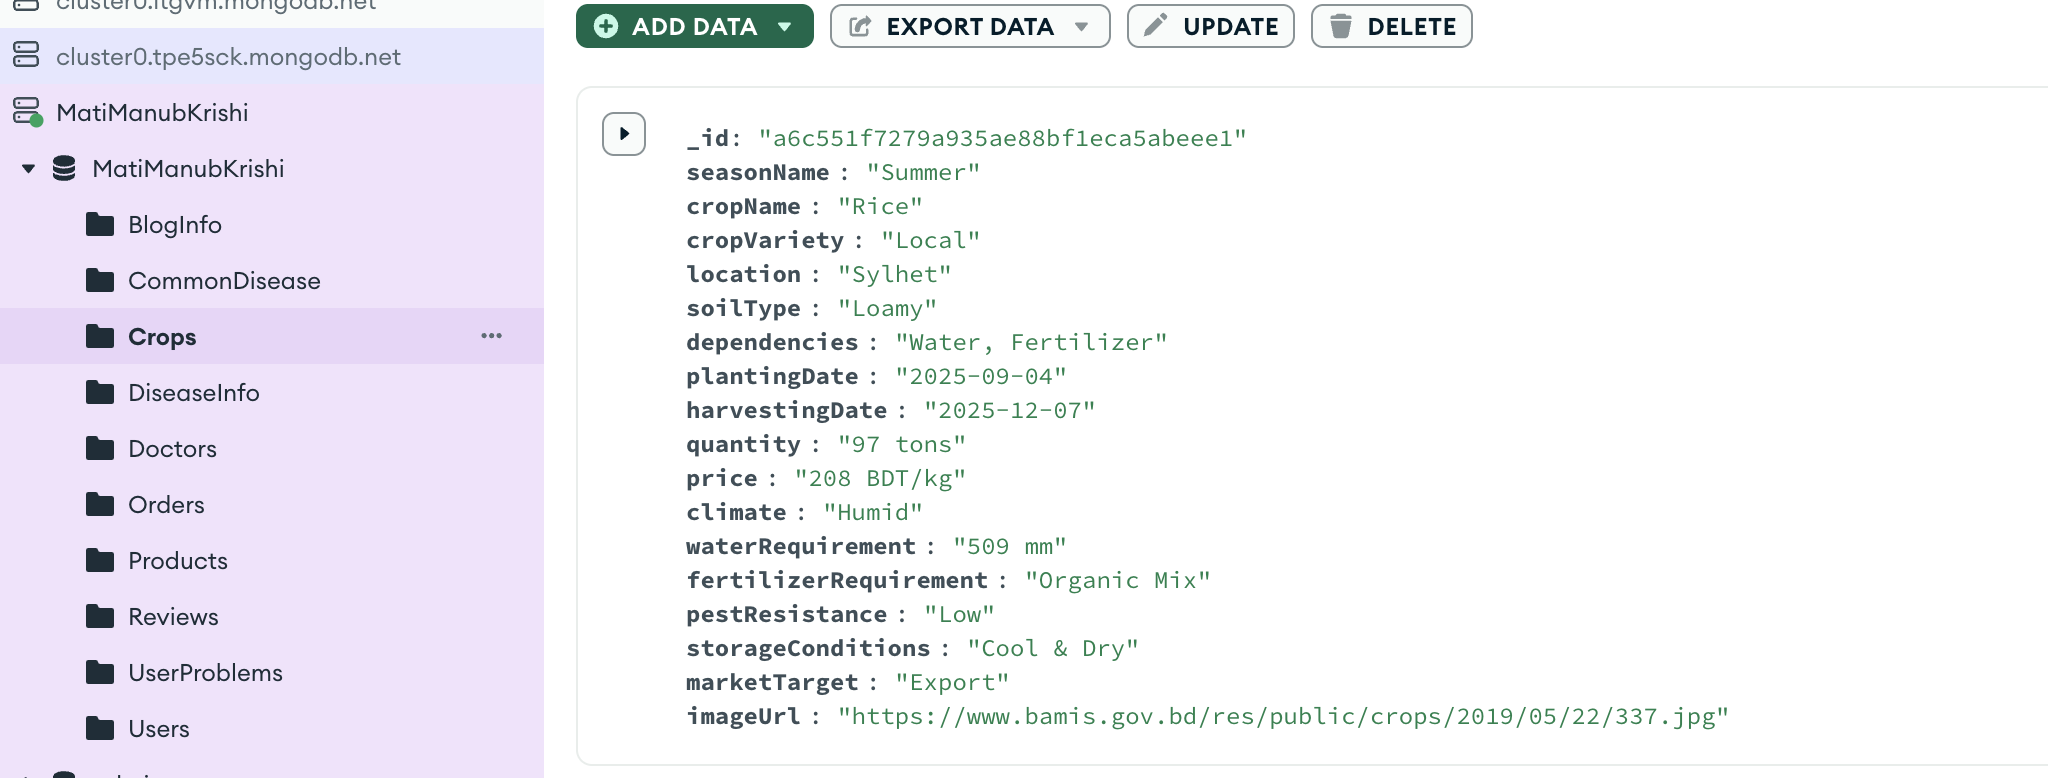 cluster0.tpe5sck.mongodb.net
MatiManubKrishi
MatiManubKrishi
BlogInfo
CommonDisease
Crops
DiseaseInfo
Doctors
Orders
Products
Reviews
UserProblems
Users
ADD DATA
EXPORT DATA
UPDATE
DELETE
_id: "a6c551f7279a935ae88bf1eca5abeee1"
seasonName : "Summer"
cropName : "Rice"
cropVariety : "Local"
location : "Sylhet"
soilType : "Loamy"
dependencies : "Water, Fertilizer"
plantingDate : "2025-09-04"
harvestingDate : "2025-12-07"
quantity : "97 tons"
price : "208 BDT/kg"
climate : "Humid"
waterRequirement : "509 mm"
fertilizerRequirement : "Organic Mix"
pestResistance : "Low"
storageConditions : "Cool & Dry"
marketTarget : "Export"
imageUrl : "https://www.bamis.gov.bd/res/public/crops/2019/05/22/337.jpg"